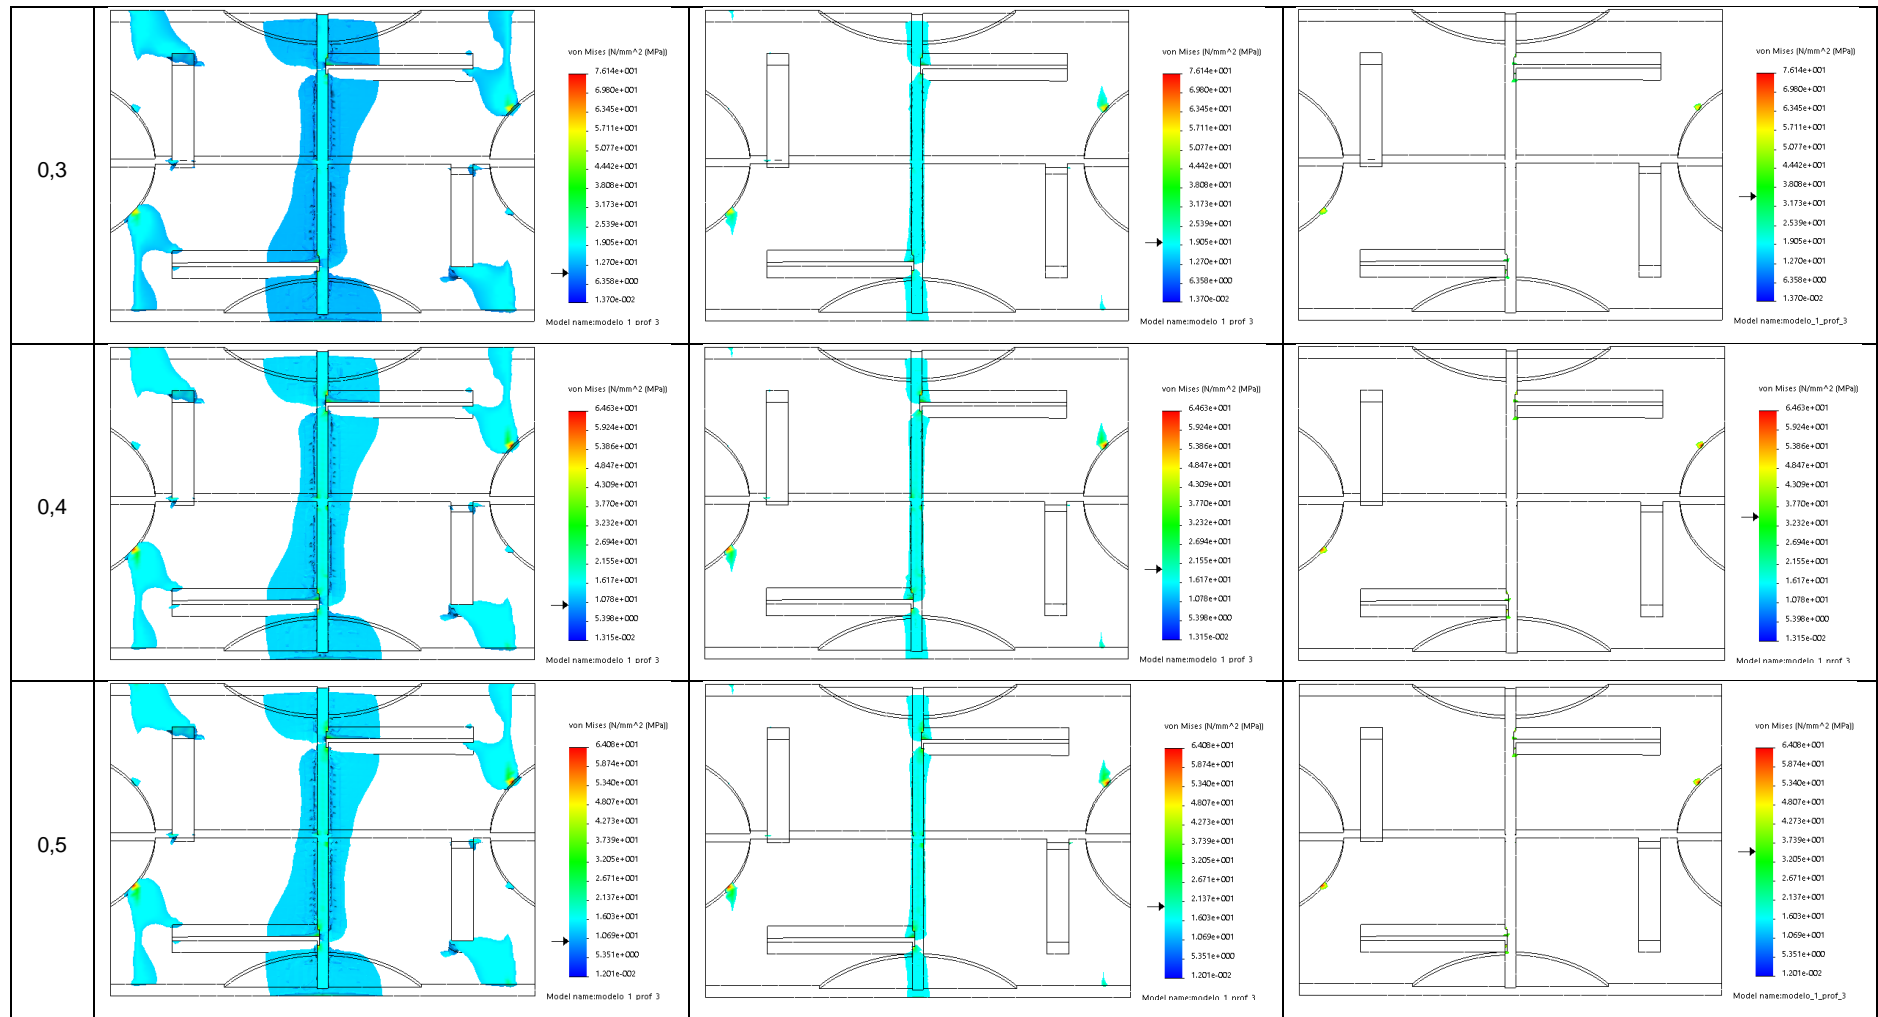 0,3
von Mises (N/mm^2 (MPa))
7.614e+001
6.980e+001
6.345e+001
5.711e+001
5.077e+001
4.442e+001
3.808e+001
3.173e+001
2.539e+001
1.905e+001
1.270e+001
6.358e+000
1.370e-002
Model name:modelo_1_prof_3
von Mises (N/mm^2 (MPa))
7.614e+001
6.980e+001
6.345e+001
5.711e+001
5.077e+001
4.442e+001
3.808e+001
3.173e+001
2.539e+001
1.905e+001
1.270e+001
6.358e+000
1.370e-002
Model name:modelo_1_prof_3
von Mises (N/mm^2 (MPa))
7.614e+001
6.980e+001
6.345e+001
5.711e+001
5.077e+001
4.442e+001
3.808e+001
3.173e+001
2.539e+001
1.905e+001
1.270e+001
6.358e+000
1.370e-002
Model name:modelo_1_prof_3
0,4
von Mises (N/mm^2 (MPa))
6.463e+001
5.924e+001
5.386e+001
4.847e+001
4.309e+001
3.770e+001
3.232e+001
2.694e+001
2.155e+001
1.617e+001
1.078e+001
5.398e+000
1.315e-002
Model name:modelo_1_prof_3
von Mises (N/mm^2 (MPa))
6.463e+001
5.924e+001
5.386e+001
4.847e+001
4.309e+001
3.770e+001
3.232e+001
2.694e+001
2.155e+001
1.617e+001
1.078e+001
5.398e+000
1.315e-002
Model name:modelo_1_prof_3
von Mises (N/mm^2 (MPa))
6.463e+001
5.924e+001
5.386e+001
4.847e+001
4.309e+001
3.770e+001
3.232e+001
2.694e+001
2.155e+001
1.617e+001
1.078e+001
5.398e+000
1.315e-002
Model name:modelo_1_prof_3
0,5
von Mises (N/mm^2 (MPa))
6.408e+001
5.874e+001
5.340e+001
4.807e+001
4.273e+001
3.739e+001
3.205e+001
2.671e+001
2.137e+001
1.603e+001
1.069e+001
5.351e+000
1.201e-002
Model name:modelo_1_prof_3
von Mises (N/mm^2 (MPa))
6.408e+001
5.874e+001
5.340e+001
4.807e+001
4.273e+001
3.739e+001
3.205e+001
2.671e+001
2.137e+001
1.603e+001
1.069e+001
5.351e+000
1.201e-002
Model name:modelo_1_prof_3
von Mises (N/mm^2 (MPa))
6.408e+001
5.874e+001
5.340e+001
4.807e+001
4.273e+001
3.739e+001
3.205e+001
2.671e+001
2.137e+001
1.603e+001
1.069e+001
5.351e+000
1.201e-002
Model name:modelo_1_prof_3